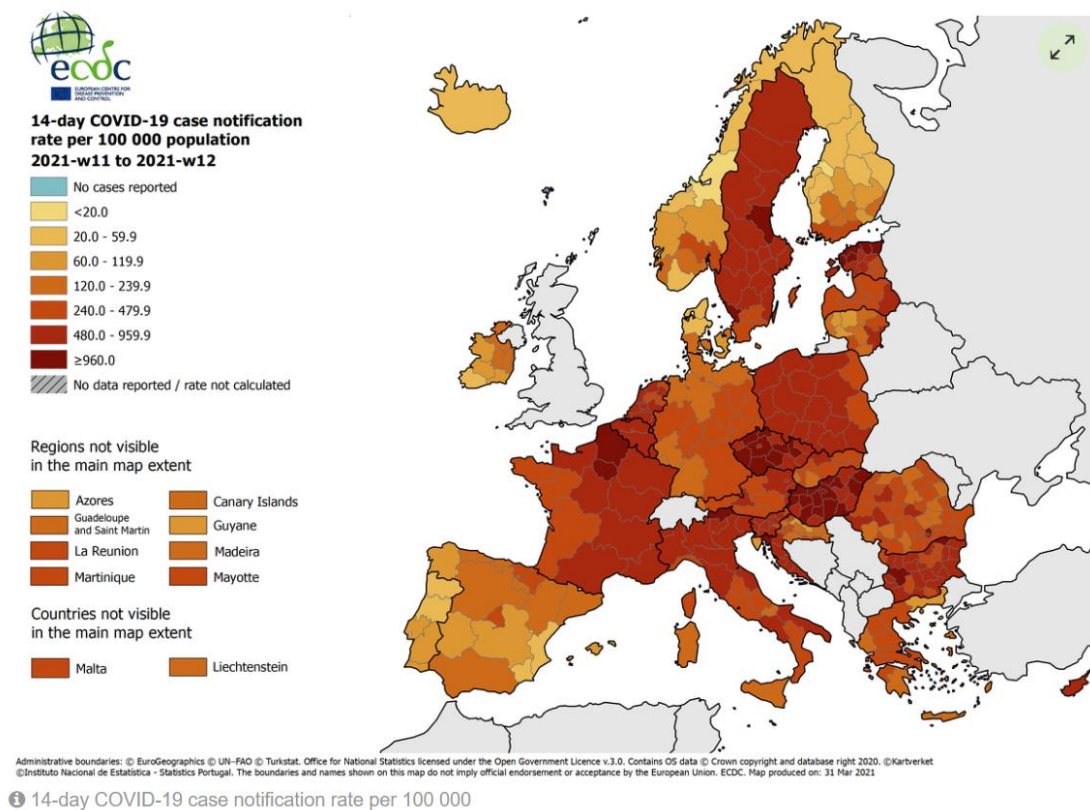 ecdc
EUROPEAN CENTRE FOR
DISEASE PREVENTION
AND CONTROL
14-day COVID-19 case notification
rate per 100 000 population
2021-w11 to 2021-w12
No cases reported
<20.0
20.0 - 59.9
60.0 - 119.9
120.0 - 239.9
240.0 - 479.9
480.0 - 959.9
≥960.0
No data reported / rate not calculated
Regions not visible
in the main map extent
Azores
Canary Islands
Guadeloupe
and Saint Martin
Guyane
La Reunion
Madeira
Martinique
Mayotte
Countries not visible
in the main map extent
Malta
Liechtenstein
Administrative boundaries: © EuroGeographics © UN–FAO © Turkstat. Office for National Statistics licensed under the Open Government Licence v.3.0. Contains OS data © Crown copyright and database right 2020. ©Kartverket
©Instituto Nacional de Estatística - Statistics Portugal. The boundaries and names shown on this map do not imply official endorsement or acceptance by the European Union. ECDC. Map produced on: 31 Mar 2021
14-day COVID-19 case notification rate per 100 000